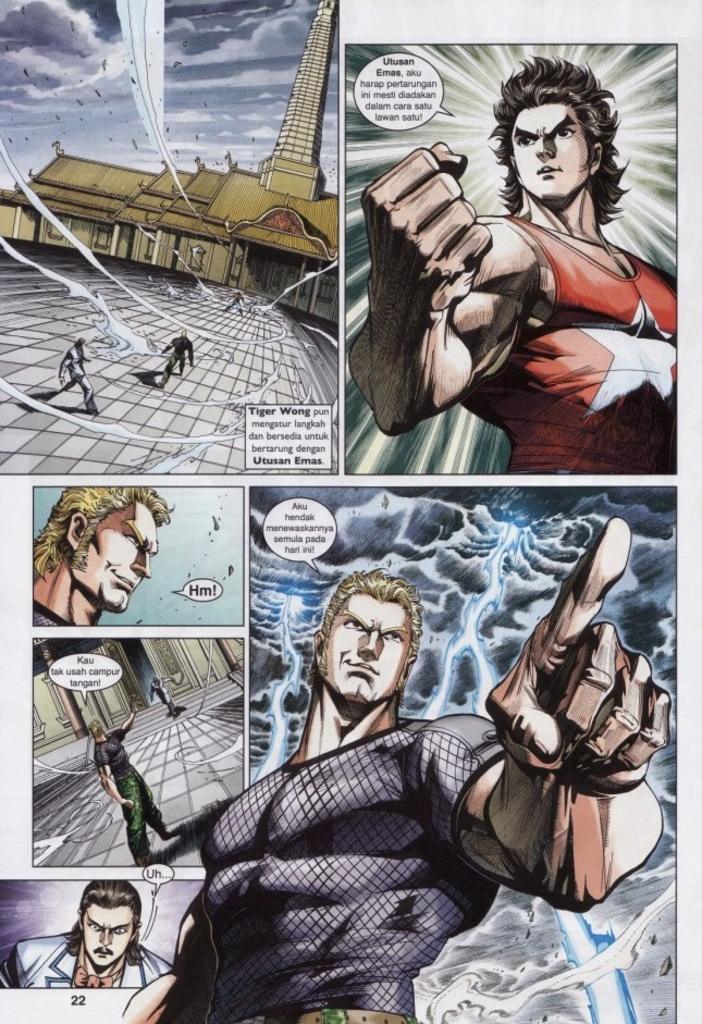 Tiger Wong pun
mengatur langkah
dan bersedia untuk
bertarung dengan
Utusan Emas.
Utusan
Emas, aku
harap pertarungan
ini mesti diadakan
dalam cara satu
lawan satu!
Hm!
Aku
hendak
menewaskannya
semula pada
hari ini!
Kau
tak usah campur
tangan!
Uh...
22